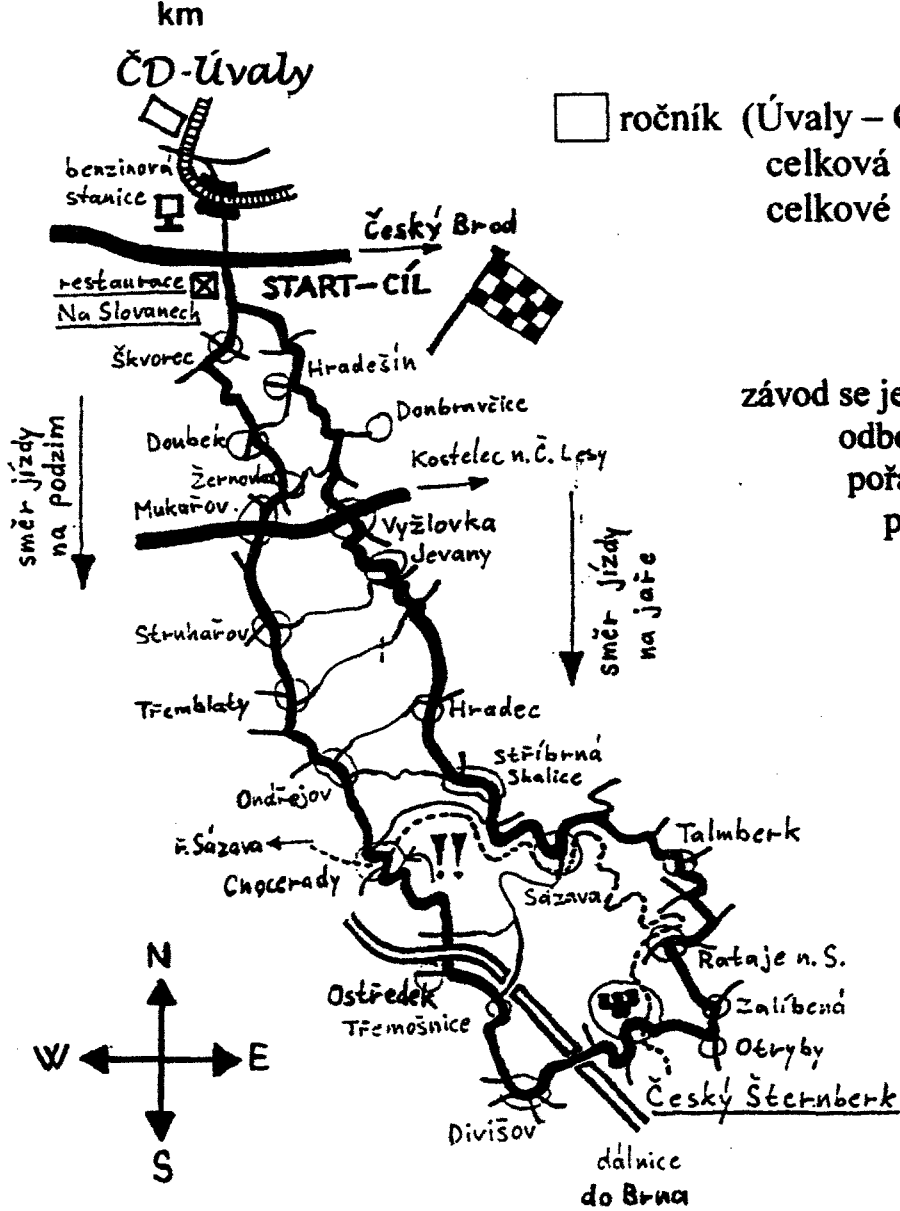 km
ČD-Úvaly
ročník (Úvaly –
celková
celkové
benzinová
stanice
Český Brod
restaurace
Na Slovanech
START–CÍL
Škvorec
Hradešín
závod se je
Doubek
Doubravčice
směr jízdy
na podzim
Kostelec n.Č. Lesy
Žernovka
Mukařov
Vyžlovka
Jevany
směr jízdy
na jaře
Struhařov
Třemblaty
Hradec
stříbrná
Skalice
Ondřejov
ř. Sázava
!!
Talmberk
Chocerady
Sázava
N
Rataje n. S.
Ostředek
Třemošnice
Zalíbená
W
E
Otryby
Český Šternberk
Divišov
S
dálnice
do Brna